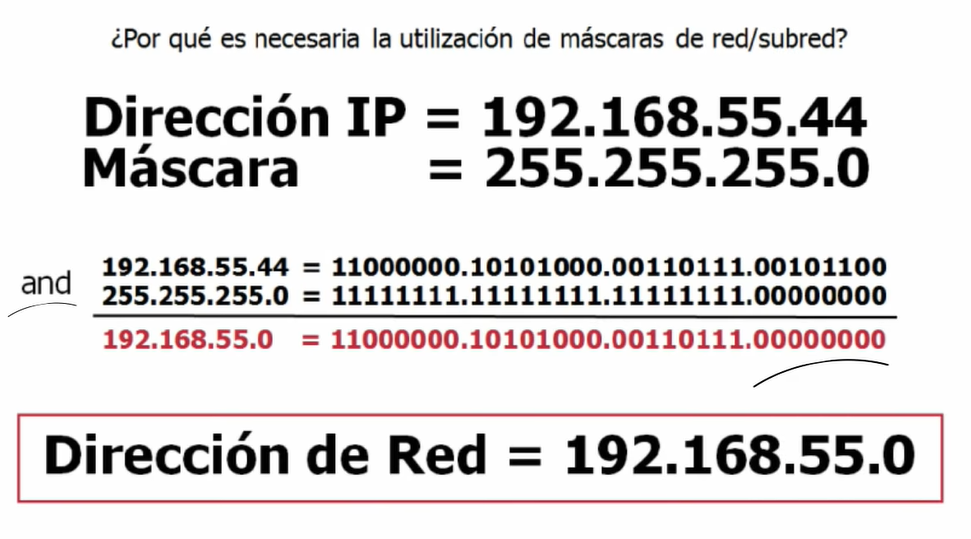 ¿Por qué es necesaria la utilización de máscaras de red/subred?
Dirección IP = 192.168.55.44
Máscara = 255.255.255.0
and
192.168.55.44 = 11000000.10101000.00110111.00101100
255.255.255.0 = 11111111.11111111.11111111.00000000
192.168.55.0 = 11000000.10101000.00110111.00000000
Dirección de Red = 192.168.55.0